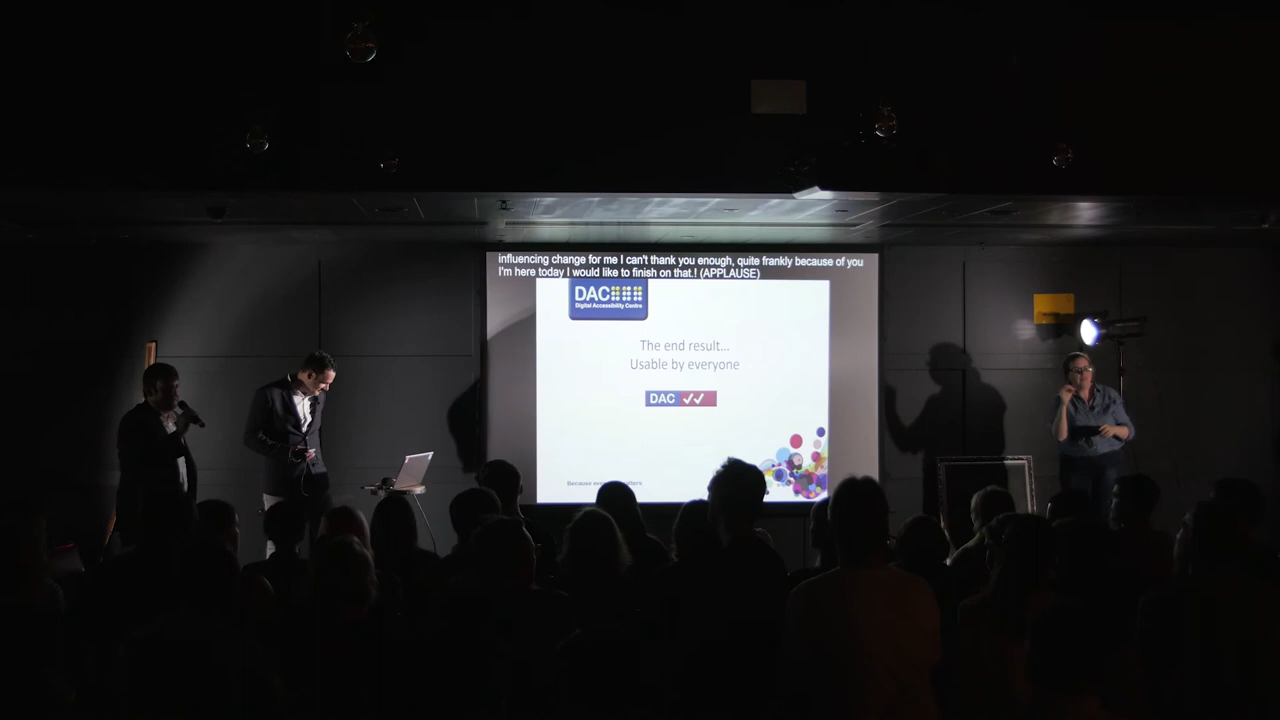 influencing change for me I can't thank you enough, quite frankly because of you
I'm here today I would like to finish on that.! (APPLAUSE)
DAC
Digital Accessibility Centre
The end result...
Usable by everyone
DAC
Because